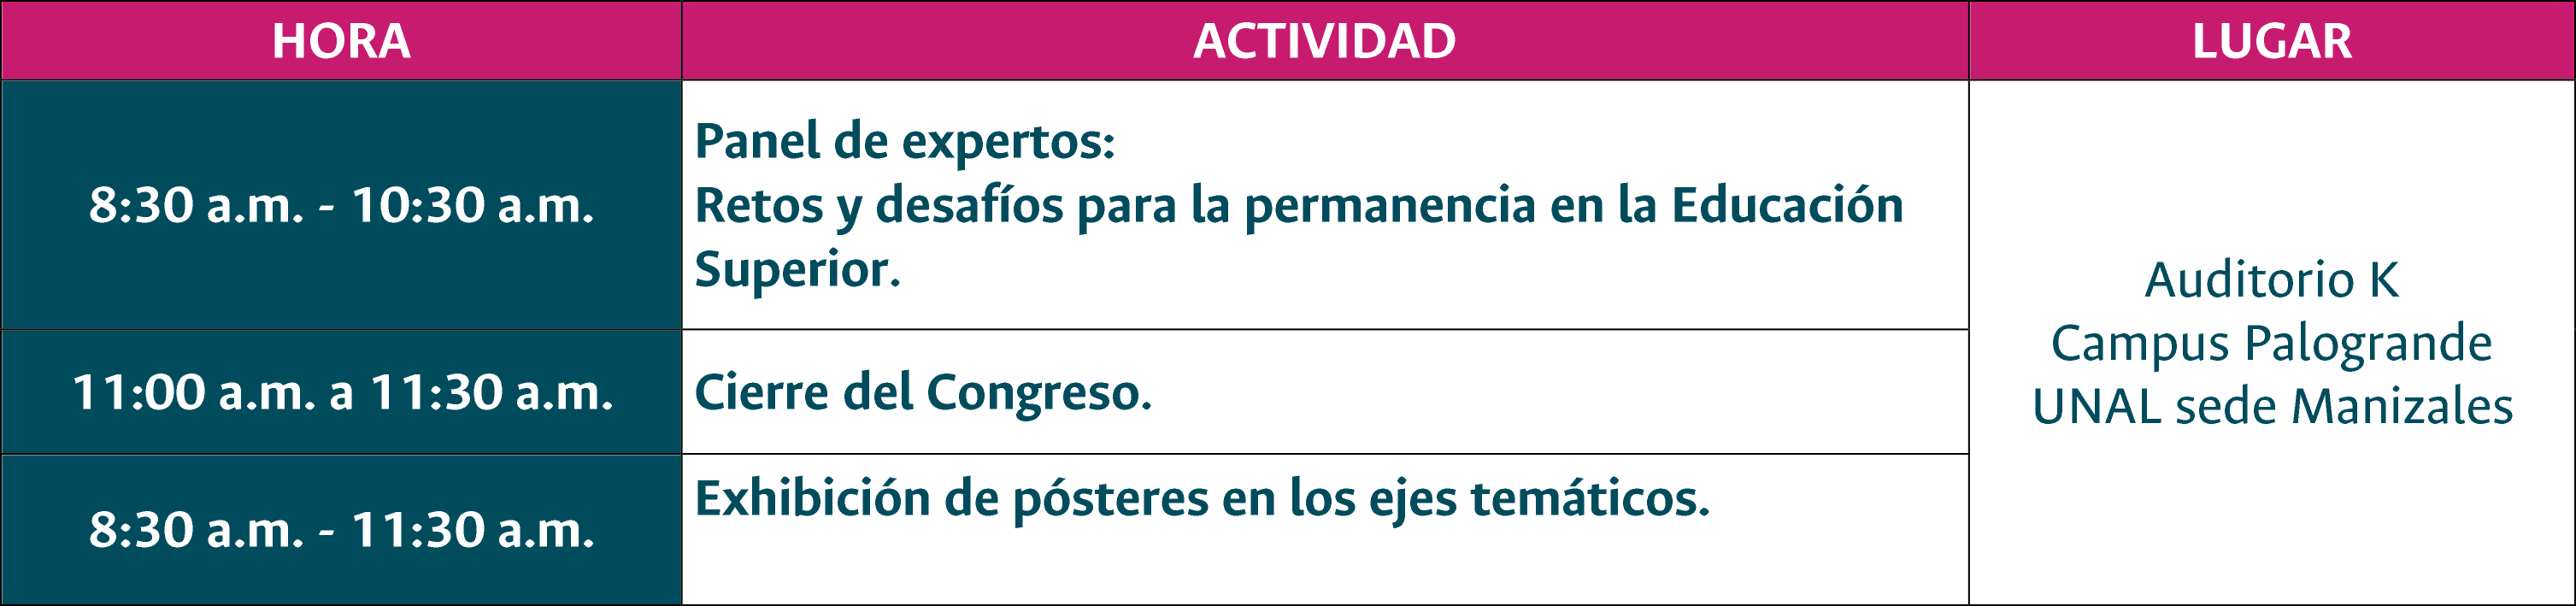 HORA
ACTIVIDAD
LUGAR
8:30 a.m. - 10:30 a.m.
Panel de expertos:
Retos y desafíos para la permanencia en la Educación
Superior.
11:00 a.m. a 11:30 a.m.
Cierre del Congreso.
8:30 a.m. - 11:30 a.m.
Exhibición de pósteres en los ejes temáticos.
Auditorio K
Campus Palogrande
UNAL sede Manizales